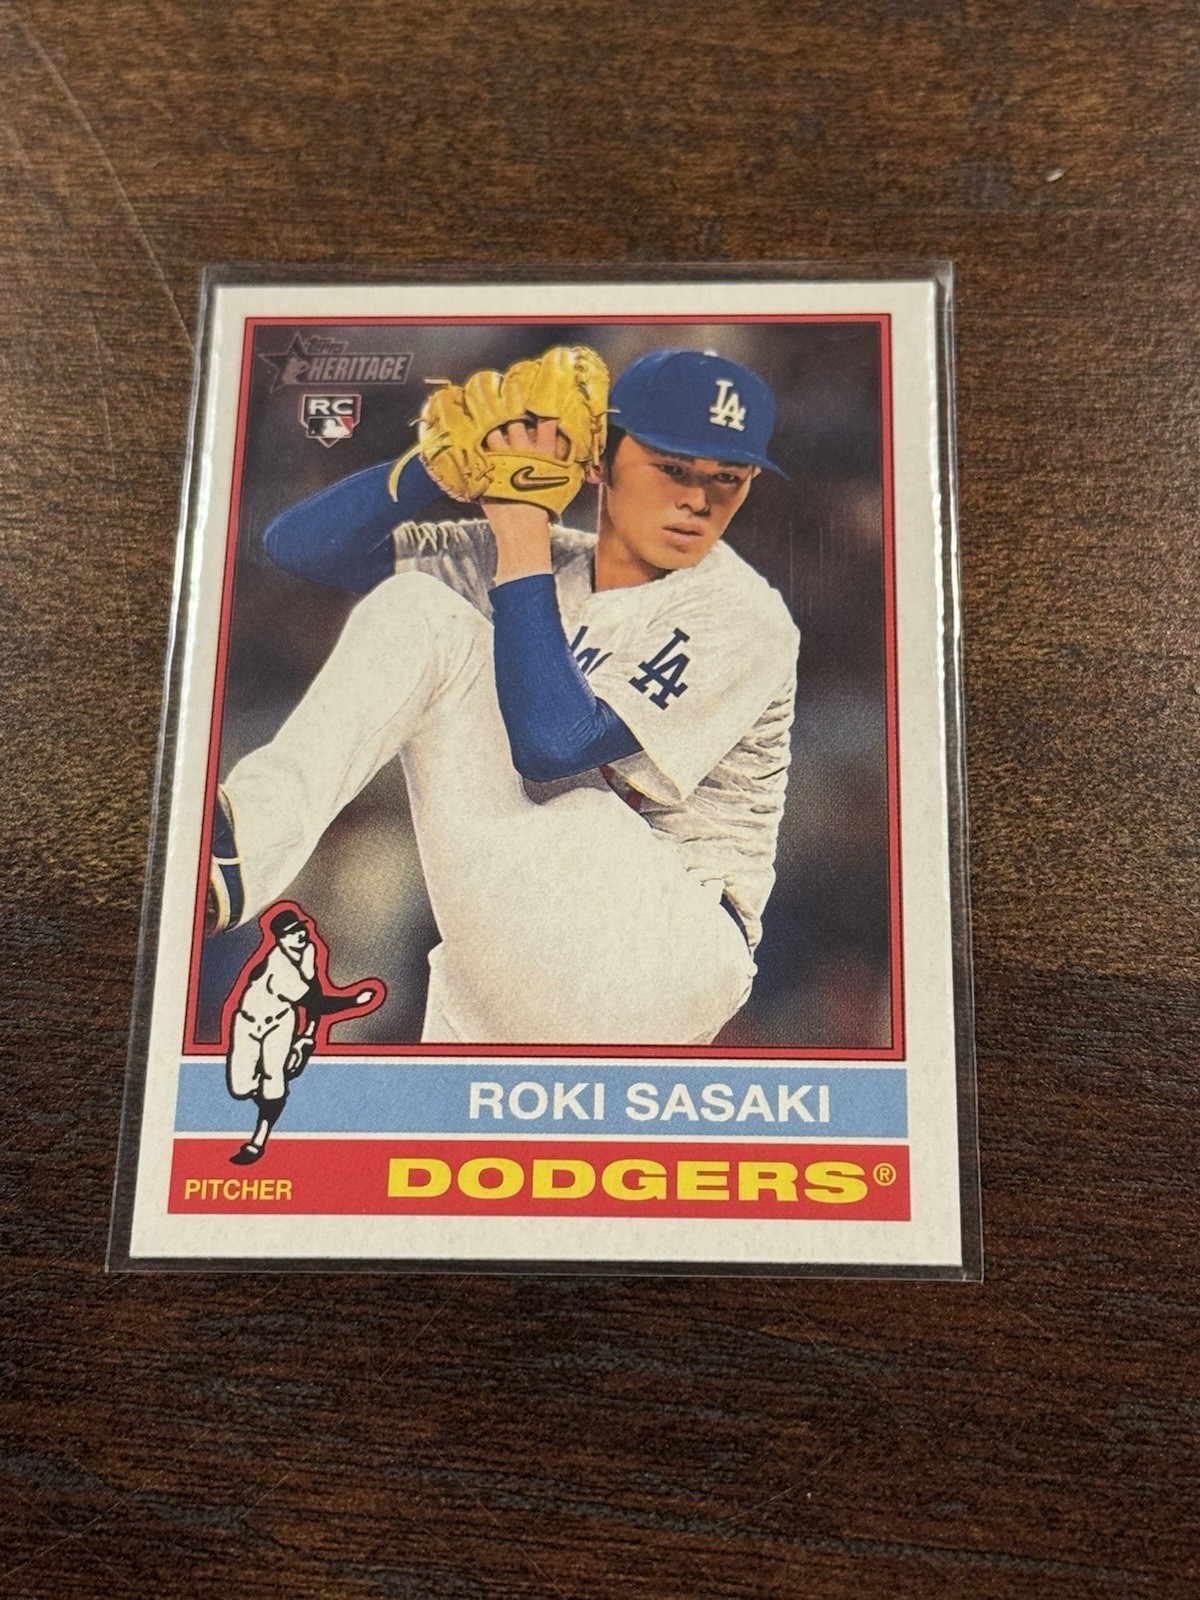 Topps
HERITAGE
RC
LA
LA
ROKI SASAKI
PITCHER
DODGERS®